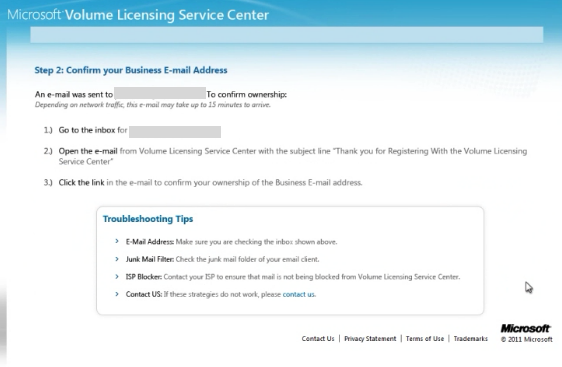 Microsoft Volume Licensing Service Center
Step 2: Confirm your Business E-mail Address
An e-mail was sent to To confirm ownership:
Depending on network traffic, this e-mail may take up to 15 minutes to arrive.
1.) Go to the inbox for
2.) Open the e-mail from Volume Licensing Service Center with the subject line "Thank you for Registering With the Volume Licensing
Service Center"
3.) Click the link in the e-mail to confirm your ownership of the Business E-mail address.
Troubleshooting Tips
> E-Mail Address: Make sure you are checking the inbox shown above.
> Junk Mail Filter: Check the junk mail folder of your email client.
> ISP Blocker: Contact your ISP to ensure that mail is not being blocked from Volume Licensing Service Center.
> Contact US: If these strategies do not work, please contact us.
Microsoft
Contact Us | Privacy Statement | Terms of Use | Trademarks © 2011 Microsoft